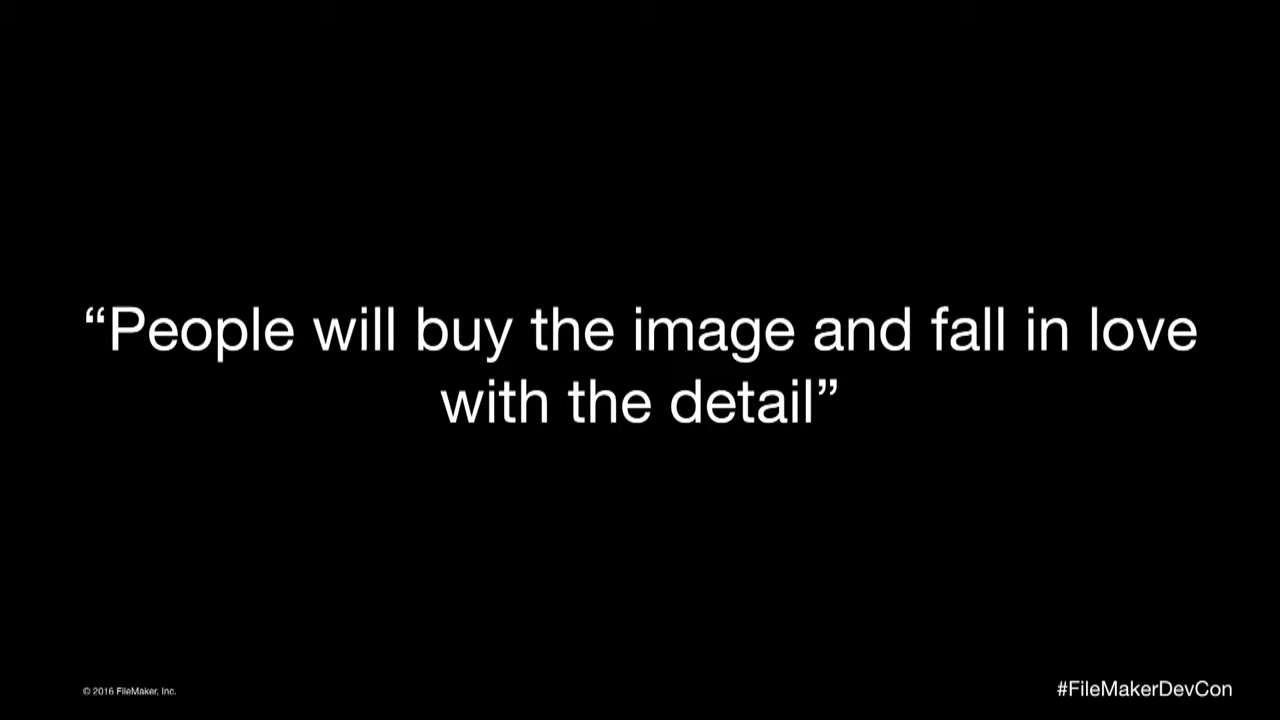 “People will buy the image and fall in love
with the detail”
© 2016 FileMaker, Inc.
#FileMakerDevCon